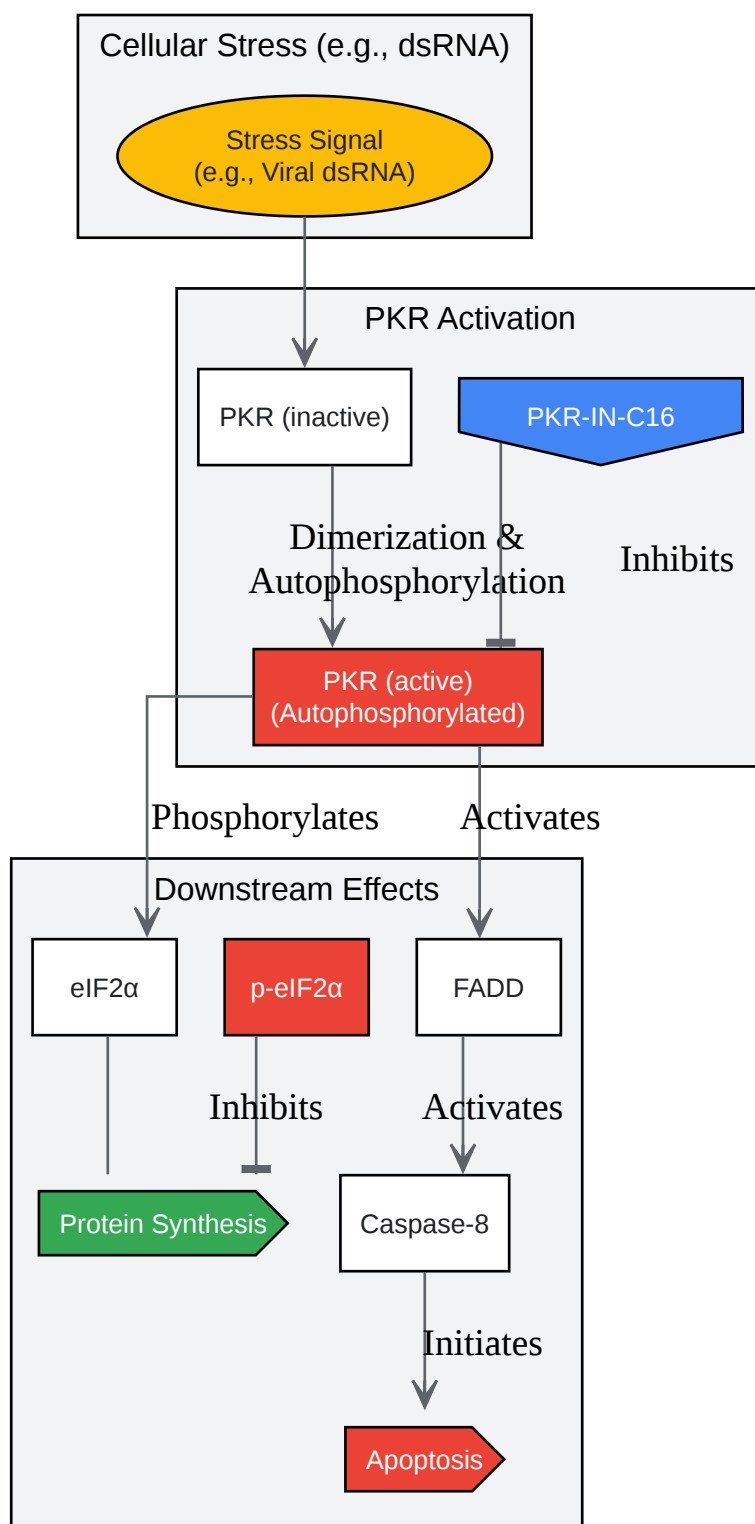 Cellular Stress (e.g., dsRNA)
Stress Signal
(e.g., Viral dsRNA)
PKR Activation
PKR (inactive)
PKR-IN-C16
Dimerization &
Autophosphorylation
Inhibits
PKR (active)
(Autophosphorylated)
Phosphorylates
Activates
Downstream Effects
eIF2α
p-eIF2α
FADD
Inhibits
Activates
Protein Synthesis
Caspase-8
Initiates
Apoptosis